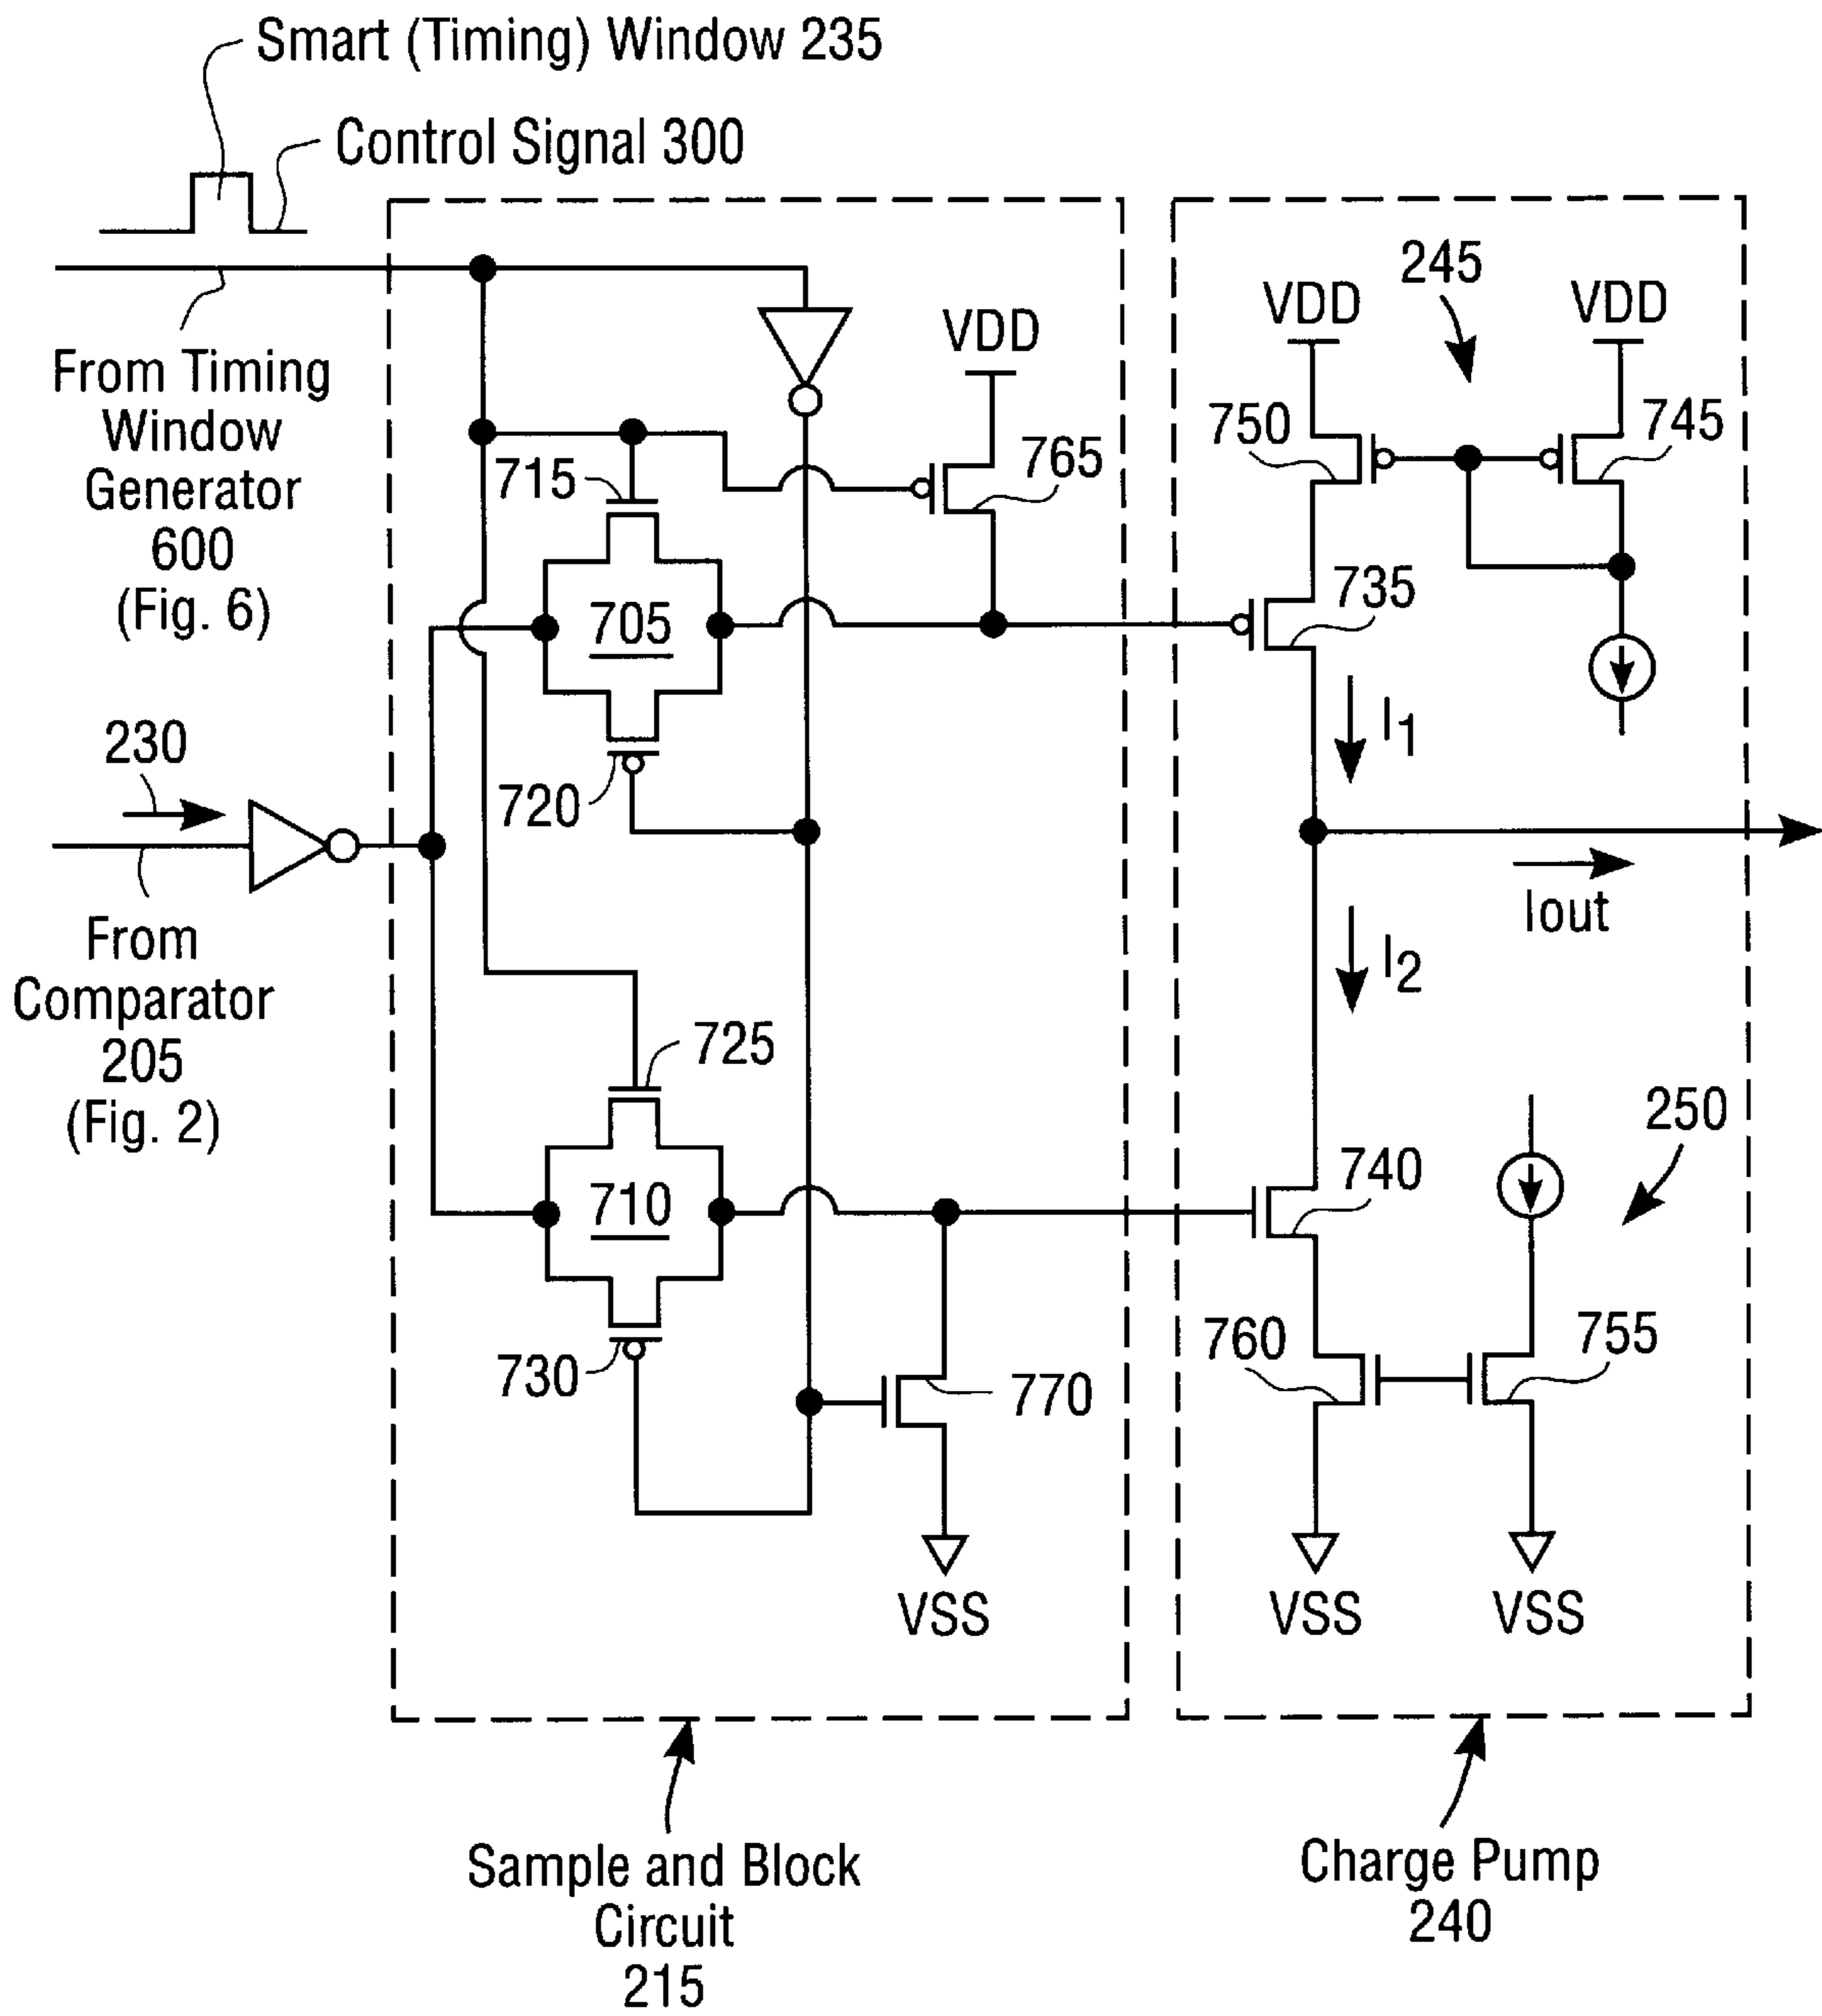 Smart (Timing) Window 235
Control Signal 300
From Timing
Window
Generator
600
(Fig. 6)
230
From
Comparator
205
(Fig. 2)
715
705
720
VDD
765
725
710
730
770
VSS
Sample and Block
Circuit
215
245
VDD
VDD
750
745
735
I1
Iout
I2
740
250
760
755
VSS
VSS
Charge Pump
240